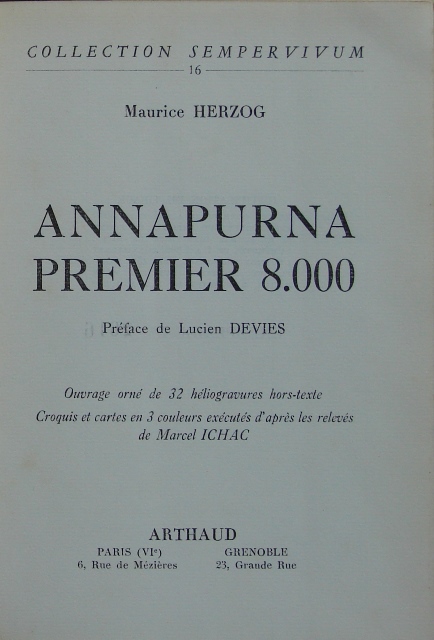 COLLECTION SEMPERVIVUM
16
Maurice HERZOG
ANNAPURNA
PREMIER 8.000
Préface de Lucien DEVIES
Ouvrage orné de 32 héliogravures hors-texte
Croquis et cartes en 3 couleurs exécutés d'après les relevés
de Marcel ICHAC
ARTHAUD
PARIS (VIe) GRENOBLE
6, Rue de Mézières 23, Grande Rue